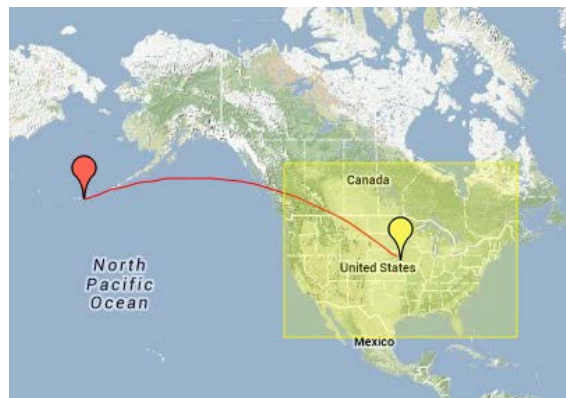 Canada
North
Pacific
Ocean
United States
Mexico